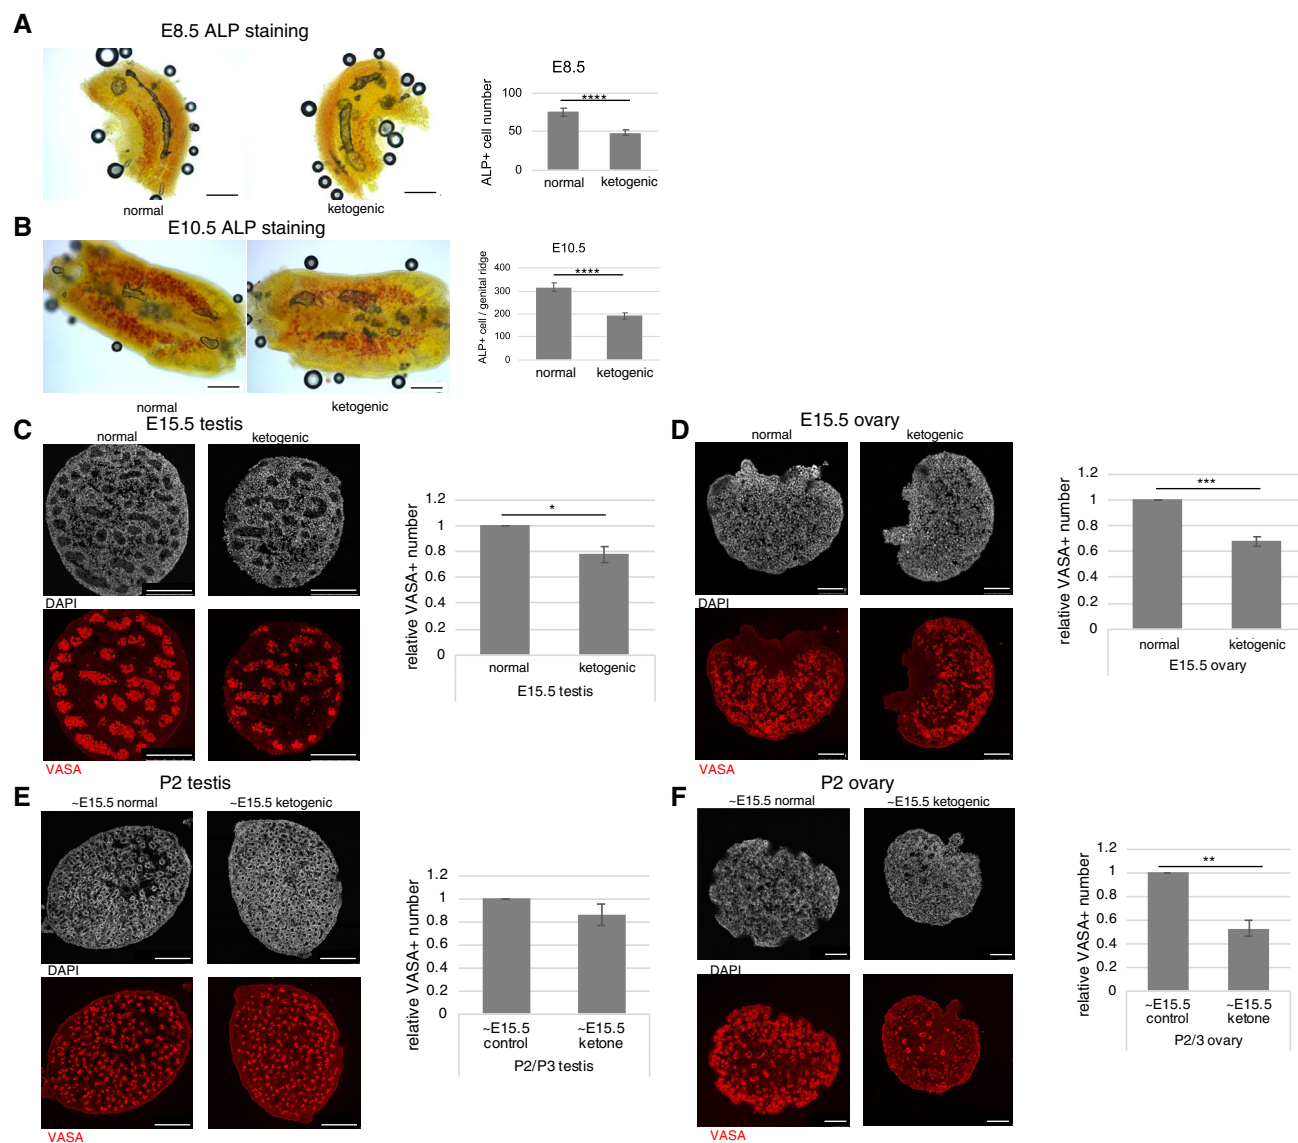 A
E8.5 ALP staining
normal
ketogenic
E8.5
ALP+ cell number
100
50
0
****
normal
ketogenic
B
E10.5 ALP staining
normal
ketogenic
E10.5
ALP+ cell / genital ridge
400
300
200
100
0
****
normal
ketogenic
C
E15.5 testis
normal
ketogenic
DAPI
VASA
relative VASA+ number
1.2
1
0.8
0.6
0.4
0.2
0
*
normal
ketogenic
E15.5 testis
D
E15.5 ovary
normal
ketogenic
DAPI
VASA
relative VASA+ number
1.2
1
0.8
0.6
0.4
0.2
0
***
normal
ketogenic
E15.5 ovary
E
P2 testis
~E15.5 normal
~E15.5 ketogenic
DAPI
VASA
relative VASA+ number
1.2
1
0.8
0.6
0.4
0.2
0
~E15.5
control
~E15.5
ketone
P2/P3 testis
F
P2 ovary
~E15.5 normal
~E15.5 ketogenic
DAPI
VASA
relative VASA+ number
1.2
1
0.8
0.6
0.4
0.2
0
**
~E15.5
control
~E15.5
ketone
P2/3 ovary